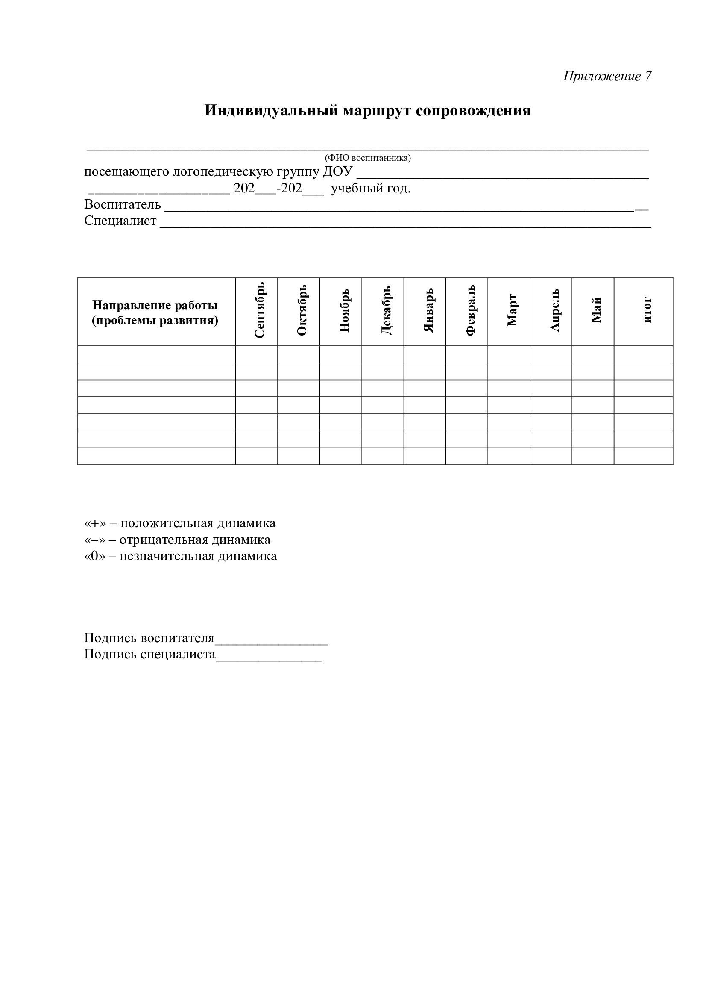 Приложение 7
Индивидуальный маршрут сопровождения
_______________________________________________________________________________
(ФИО воспитанника)
посещающего логопедическую группу ДОУ _________________________________________
____________________ 202___-202___ учебный год.
Воспитатель ____________________________________________________________________
Специалист _____________________________________________________________________
Направление работы
(проблемы развития)
Сентябрь
Октябрь
Ноябрь
Декабрь
Январь
Февраль
Март
Апрель
Май
итог
«+» – положительная динамика
«–» – отрицательная динамика
«0» – незначительная динамика
Подпись воспитателя________________
Подпись специалиста_______________